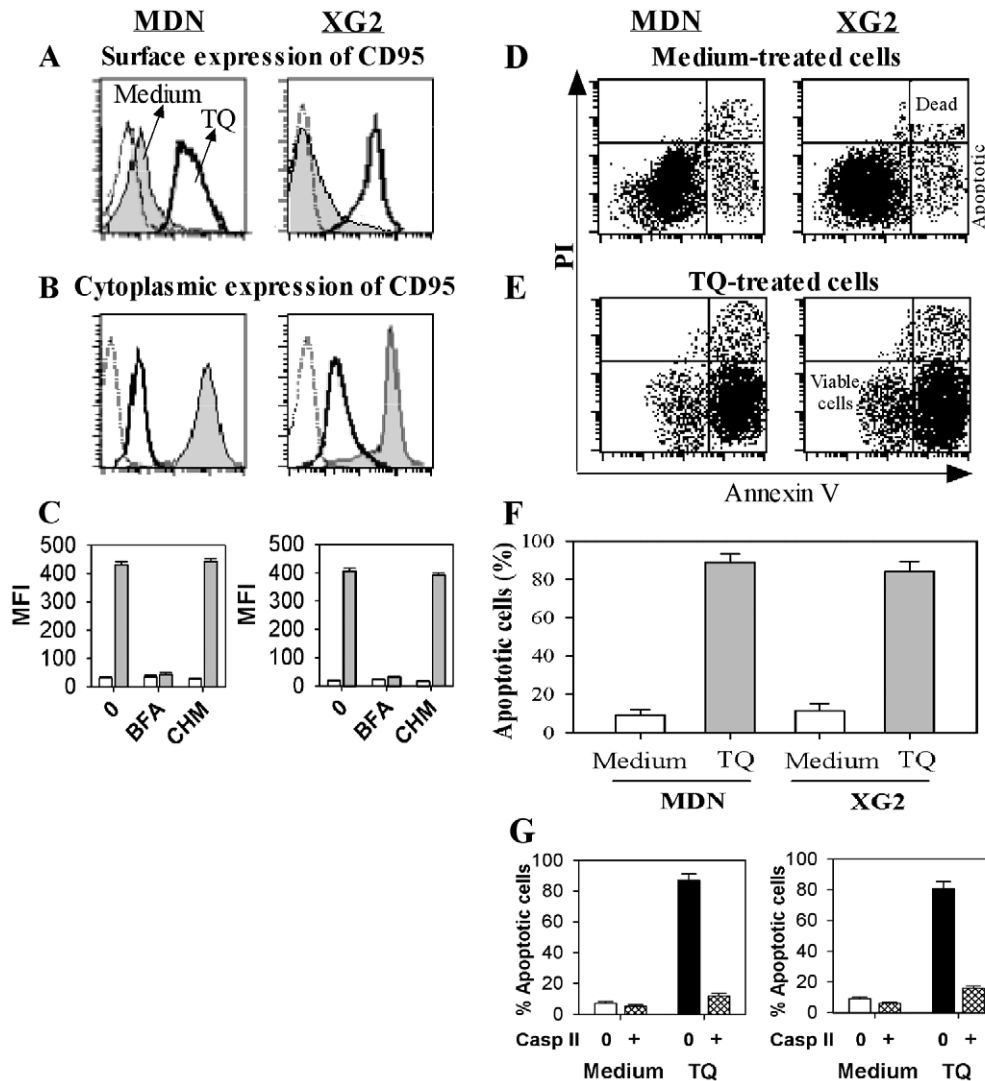 MDN
XG2
A Surface expression of CD95
Medium
TQ
B Cytoplasmic expression of CD95
C
MFI
500
400
300
200
100
0
0
BFA
CHM
MFI
500
400
300
200
100
0
0
BFA
CHM
MDN
XG2
D Medium-treated cells
Dead
Apoptotic
PI
E TQ-treated cells
Viable
cells
Annexin V
F
Apoptotic cells (%)
100
80
60
40
20
0
Medium TQ Medium TQ
MDN XG2
G
% Apoptotic cells
100
80
60
40
20
0
Casp II 0 + 0 +
Medium TQ
% Apoptotic cells
100
80
60
40
20
0
Casp II 0 + 0 +
Medium TQ